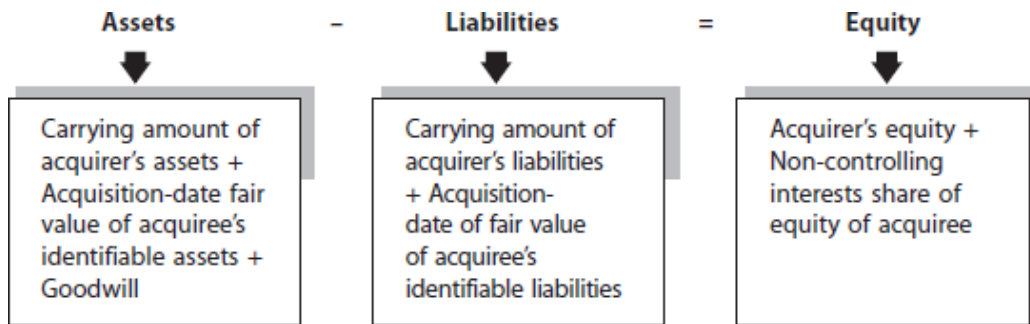 Assets – Liabilities = Equity
Carrying amount of
acquirer's assets +
Acquisition-date fair
value of acquiree's
identifiable assets +
Goodwill
Carrying amount of
acquirer's liabilities
+ Acquisition-
date of fair value
of acquiree's
identifiable liabilities
Acquirer's equity +
Non-controlling
interests share of
equity of acquiree